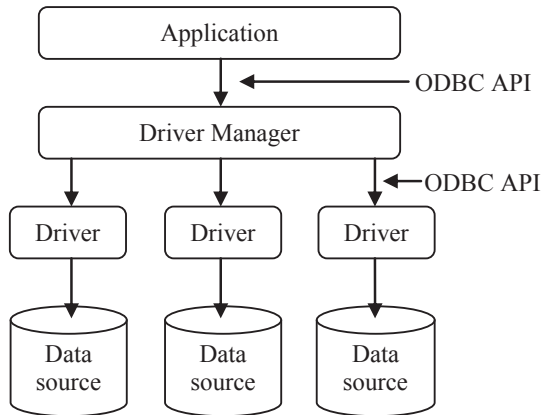 Application
ODBC API
Driver Manager
ODBC API
Driver
Driver
Driver
Data
source
Data
source
Data
source